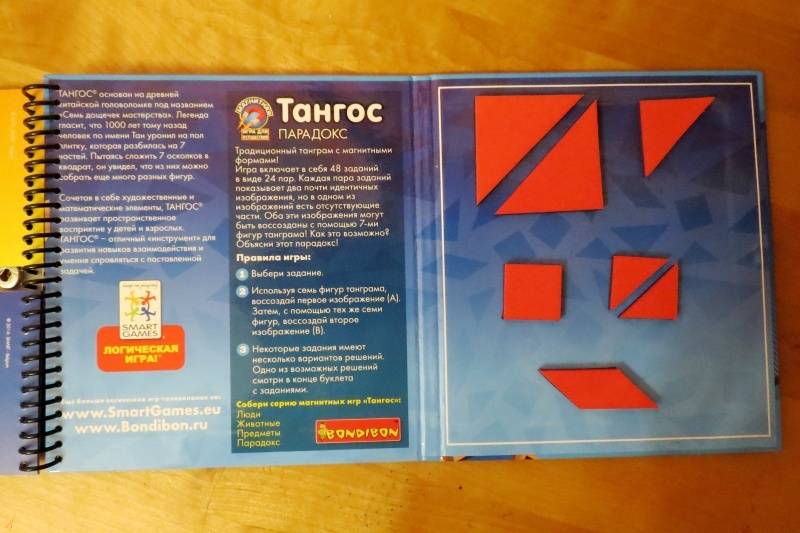 ТАНГОС® основан на древней
китайской головоломке под названием
«Семь дощечек мастерства». Легенда
гласит, что 1000 лет тому назад
человек по имени Тан уронил на пол
плитку, которая разбилась на 7
частей. Пытаясь сложить 7 осколков в
квадрат, он увидел, что из них можно
собрать еще много разных фигур.
Сочетая в себе художественные и
математические элементы, ТАНГОС®
развивает пространственное
восприятие у детей и взрослых.
ТАНГОС® – отличный «инструмент» для
развития навыков взаимодействия и
умения справляться с поставленной
задачей.
SMART
GAMES
ЛОГИЧЕСКАЯ
ИГРА!
www.SmartGames.eu
www.Bondibon.ru
МАГНИТНАЯ
ИГРА ДЛЯ
Тангос
ПАРАДОКС
Традиционный танграм с магнитными
формами!
Игра включает в себя 48 заданий
в виде 24 пар. Каждая пара заданий
показывает два почти идентичных
изображения, но в одном из
изображений есть отсутствующие
части. Оба эти изображения могут
быть воссозданы с помощью 7-ми
фигур танграма! Как это возможно?
Объясни этот парадокс!
Правила игры:
1 Выбери задание.
2 Используя семь фигур танграма,
воссоздай первое изображение (A).
Затем, с помощью тех же семи
фигур, воссоздай второе
изображение (B).
3 Некоторые задания имеют
несколько вариантов решений.
Одно из возможных решений
смотри в конце буклета
с заданиями.
Собери серию магнитных игр «Тангос»:
Люди
Животные
Предметы
Парадокс
BONDIBON